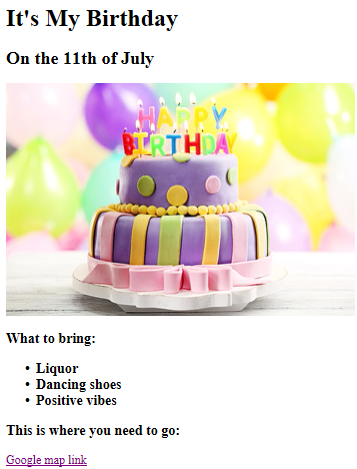 It's My Birthday
On the 11th of July
HAPPY
BIRTHDAY
What to bring:
Liquor
Dancing shoes
Positive vibes
This is where you need to go:
Google map link